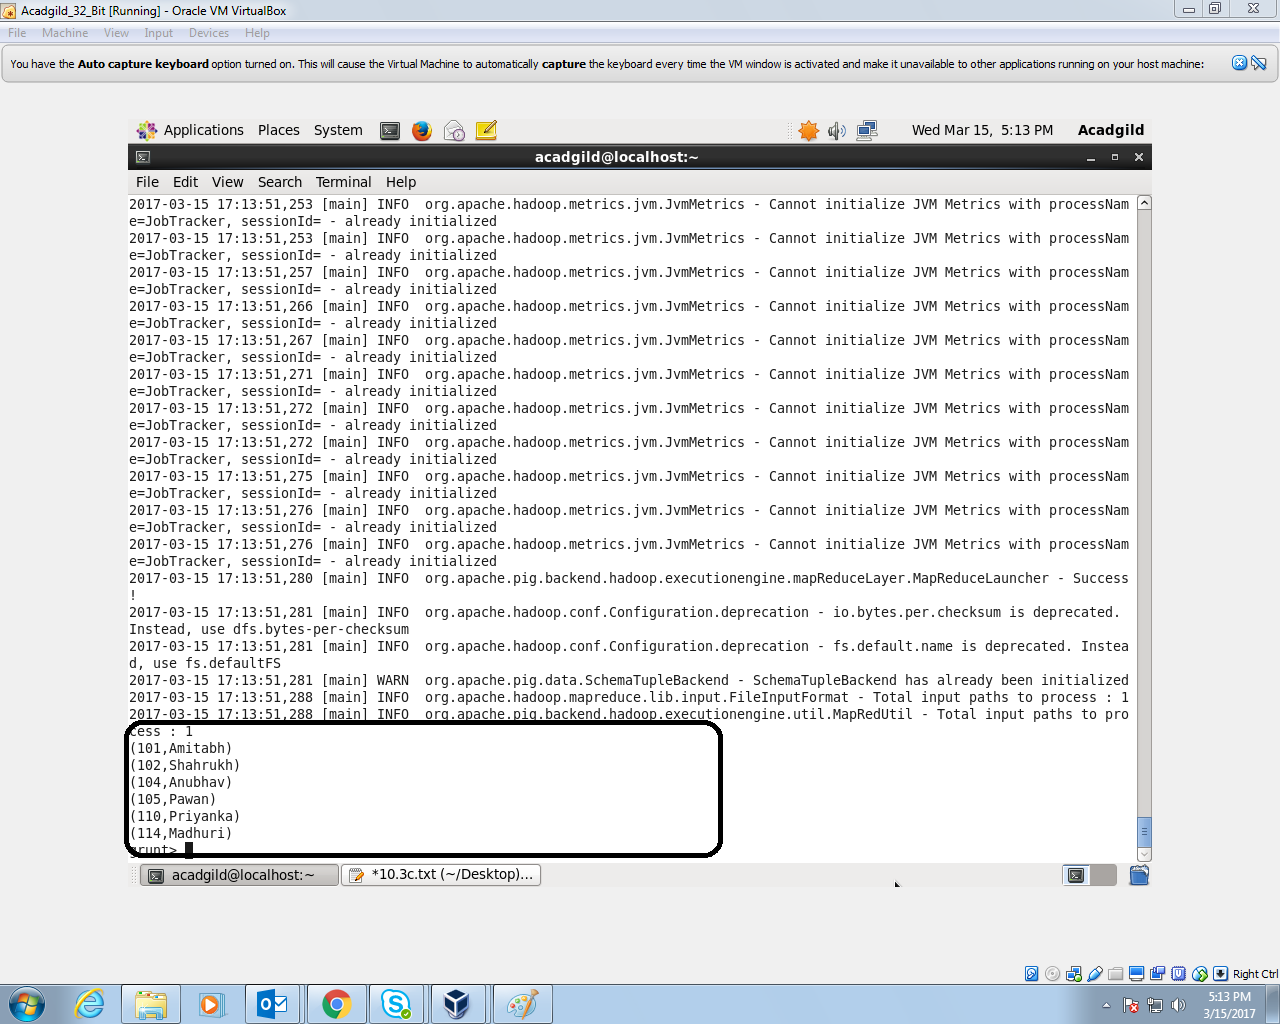 Acadgild_32_Bit [Running] - Oracle VM VirtualBox
File Machine View Input Devices Help
You have the Auto capture keyboard option turned on. This will cause the Virtual Machine to automatically capture the keyboard every time the VM window is activated and make it unavailable to other applications running on your host machine:
Applications Places System Wed Mar 15, 5:13 PM Acadgild
acadgild@localhost:~
File Edit View Search Terminal Help
2017-03-15 17:13:51,253 [main] INFO  org.apache.hadoop.metrics.jvm.JvmMetrics - Cannot initialize JVM Metrics with processNam
e=JobTracker, sessionId= - already initialized
2017-03-15 17:13:51,253 [main] INFO  org.apache.hadoop.metrics.jvm.JvmMetrics - Cannot initialize JVM Metrics with processNam
e=JobTracker, sessionId= - already initialized
2017-03-15 17:13:51,257 [main] INFO  org.apache.hadoop.metrics.jvm.JvmMetrics - Cannot initialize JVM Metrics with processNam
e=JobTracker, sessionId= - already initialized
2017-03-15 17:13:51,266 [main] INFO  org.apache.hadoop.metrics.jvm.JvmMetrics - Cannot initialize JVM Metrics with processNam
e=JobTracker, sessionId= - already initialized
2017-03-15 17:13:51,267 [main] INFO  org.apache.hadoop.metrics.jvm.JvmMetrics - Cannot initialize JVM Metrics with processNam
e=JobTracker, sessionId= - already initialized
2017-03-15 17:13:51,271 [main] INFO  org.apache.hadoop.metrics.jvm.JvmMetrics - Cannot initialize JVM Metrics with processNam
e=JobTracker, sessionId= - already initialized
2017-03-15 17:13:51,272 [main] INFO  org.apache.hadoop.metrics.jvm.JvmMetrics - Cannot initialize JVM Metrics with processNam
e=JobTracker, sessionId= - already initialized
2017-03-15 17:13:51,272 [main] INFO  org.apache.hadoop.metrics.jvm.JvmMetrics - Cannot initialize JVM Metrics with processNam
e=JobTracker, sessionId= - already initialized
2017-03-15 17:13:51,275 [main] INFO  org.apache.hadoop.metrics.jvm.JvmMetrics - Cannot initialize JVM Metrics with processNam
e=JobTracker, sessionId= - already initialized
2017-03-15 17:13:51,276 [main] INFO  org.apache.hadoop.metrics.jvm.JvmMetrics - Cannot initialize JVM Metrics with processNam
e=JobTracker, sessionId= - already initialized
2017-03-15 17:13:51,276 [main] INFO  org.apache.hadoop.metrics.jvm.JvmMetrics - Cannot initialize JVM Metrics with processNam
e=JobTracker, sessionId= - already initialized
2017-03-15 17:13:51,280 [main] INFO  org.apache.pig.backend.hadoop.executionengine.mapReduceLayer.MapReduceLauncher - Success
!
2017-03-15 17:13:51,281 [main] INFO  org.apache.hadoop.conf.Configuration.deprecation - io.bytes.per.checksum is deprecated.
Instead, use dfs.bytes-per-checksum
2017-03-15 17:13:51,281 [main] INFO  org.apache.hadoop.conf.Configuration.deprecation - fs.default.name is deprecated. Instea
d, use fs.defaultFS
2017-03-15 17:13:51,281 [main] WARN  org.apache.pig.data.SchemaTupleBackend - SchemaTupleBackend has already been initialized
2017-03-15 17:13:51,288 [main] INFO  org.apache.hadoop.mapreduce.lib.input.FileInputFormat - Total input paths to process : 1
2017-03-15 17:13:51,288 [main] INFO  org.apache.pig.backend.hadoop.executionengine.util.MapRedUtil - Total input paths to pro
cess : 1
(101,Amitabh)
(102,Shahrukh)
(104,Anubhav)
(105,Pawan)
(110,Priyanka)
(114,Madhuri)
grunt>
acadgild@localhost:~ *10.3c.txt (~/Desktop)...
Right Ctrl
5:13 PM
3/15/2017